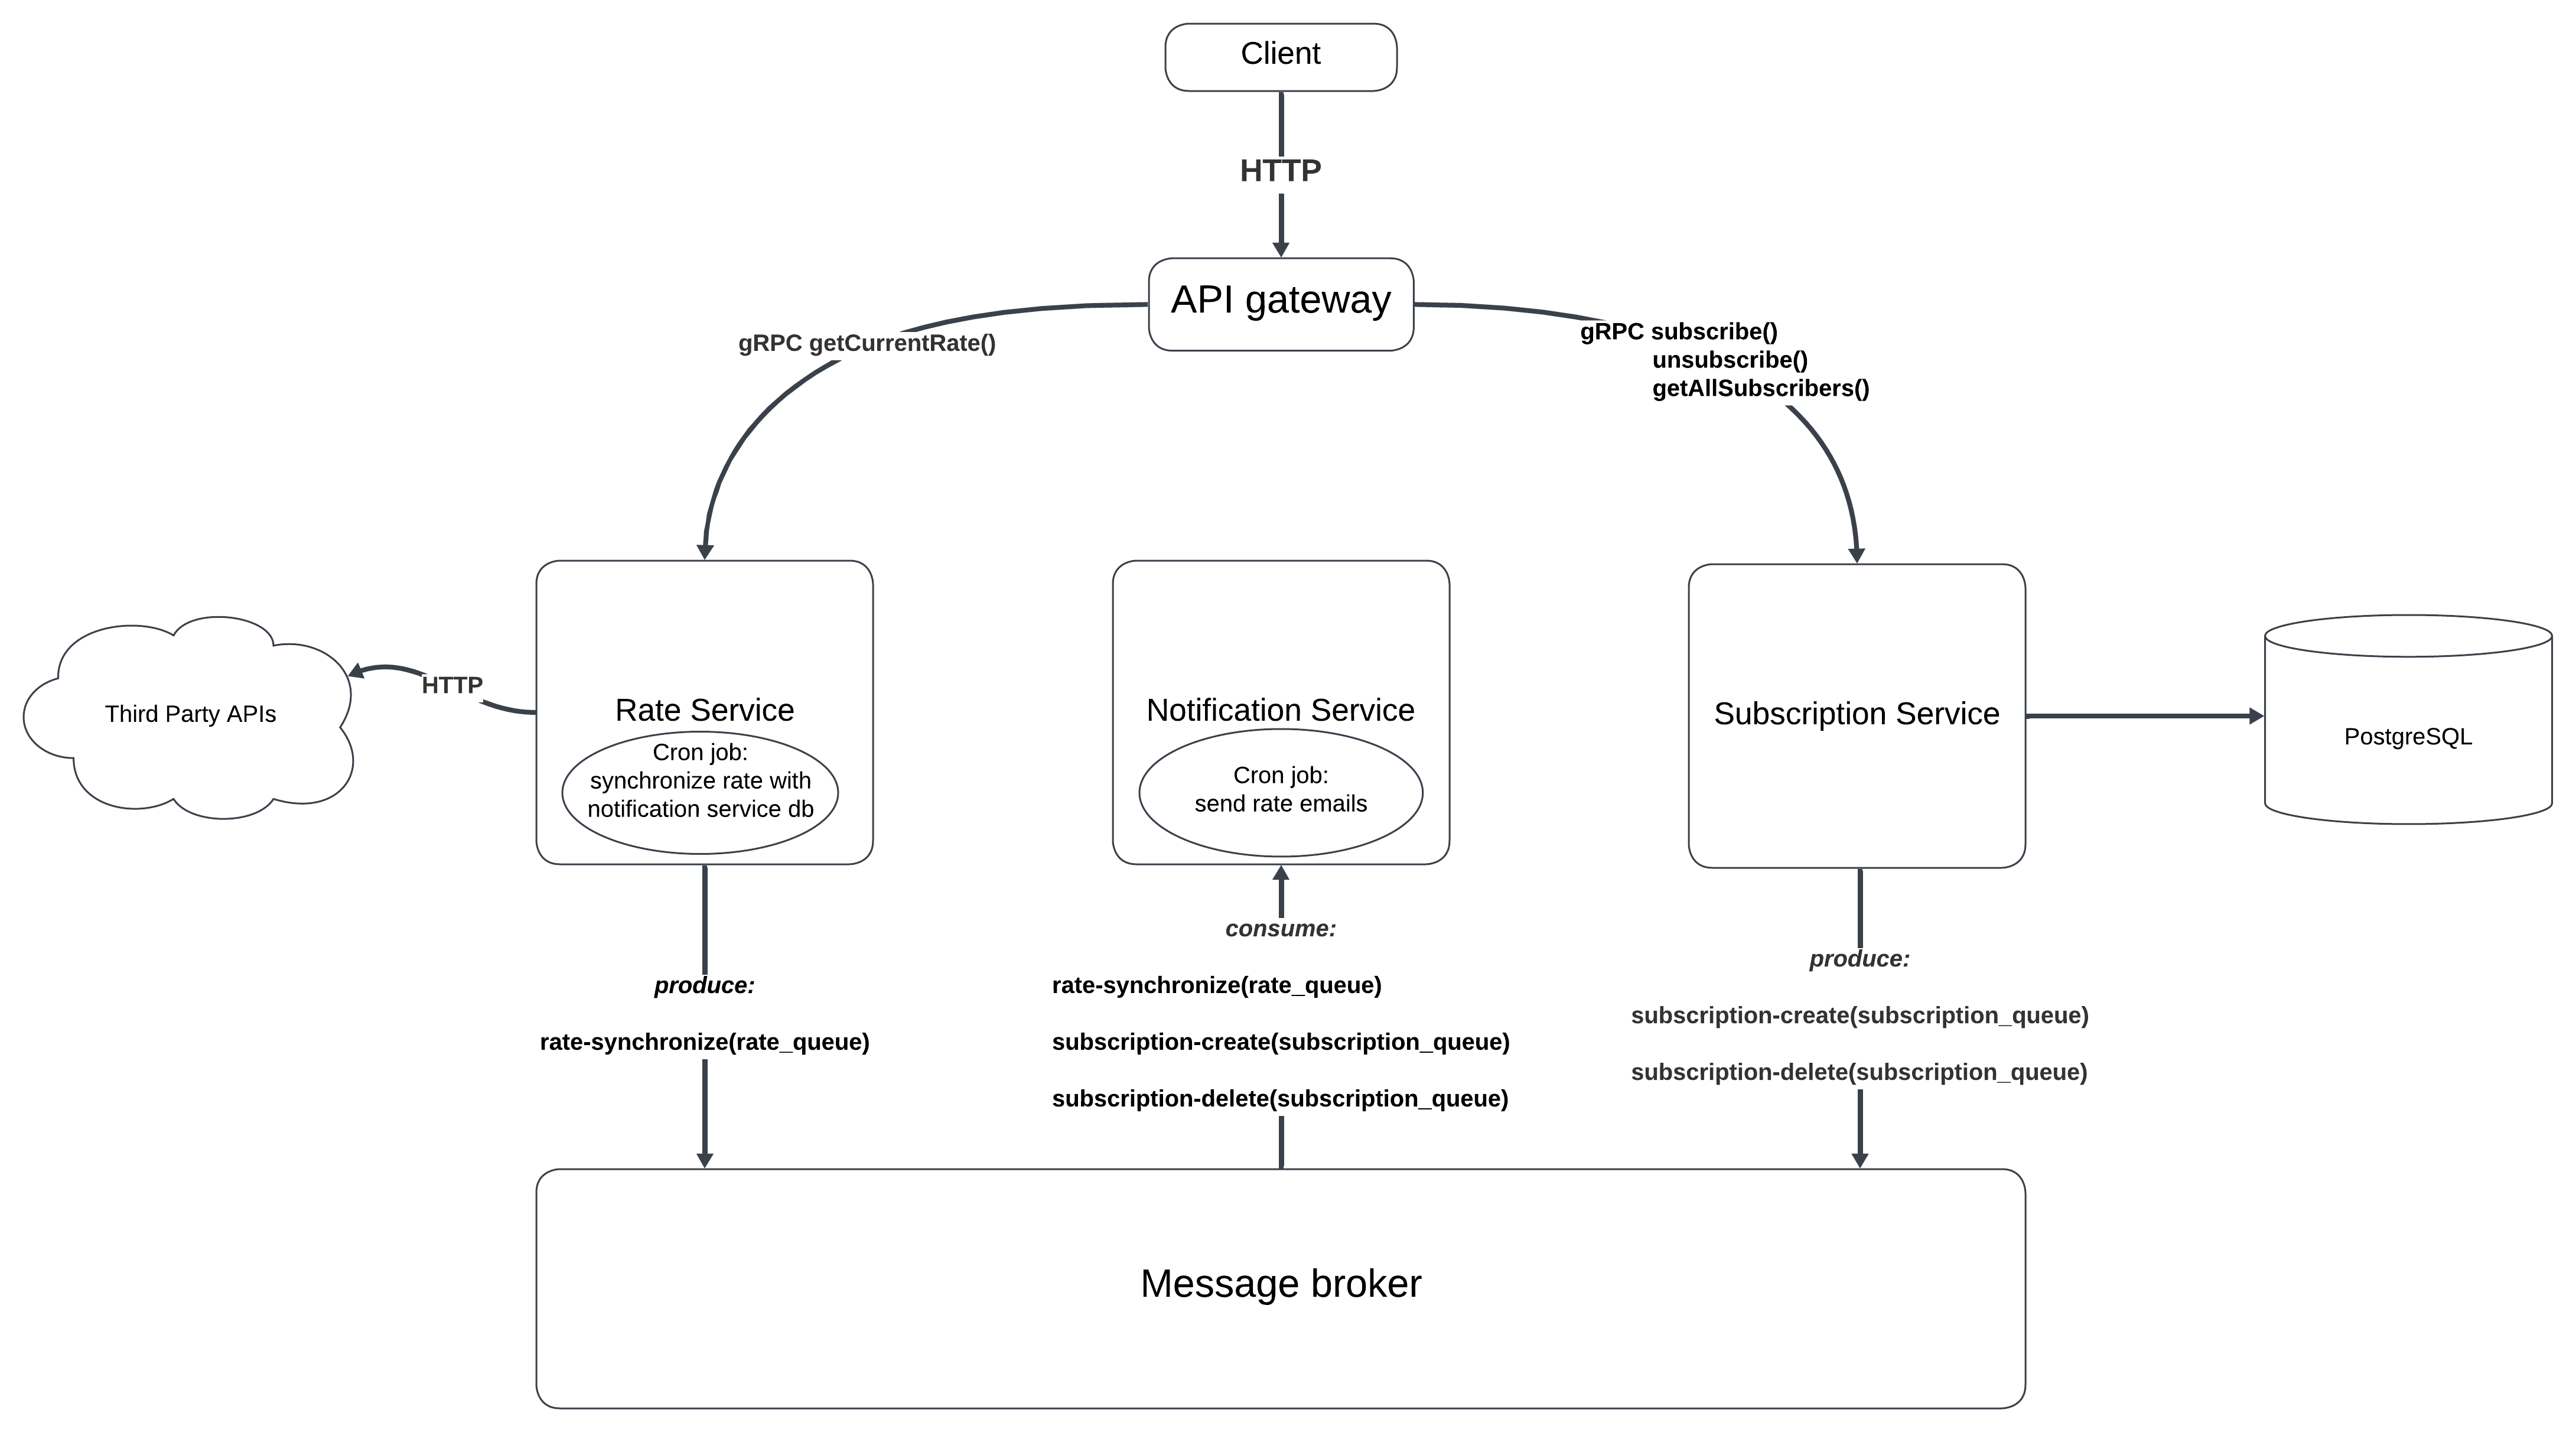 Client
HTTP
API gateway
gRPC getCurrentRate()
gRPC subscribe()
unsubscribe()
getAllSubscribers()
Third Party APIs
HTTP
Rate Service
Cron job:
synchronize rate with
notification service db
Notification Service
Cron job:
send rate emails
Subscription Service
PostgreSQL
produce:
rate-synchronize(rate_queue)
consume:
rate-synchronize(rate_queue)
subscription-create(subscription_queue)
subscription-delete(subscription_queue)
produce:
subscription-create(subscription_queue)
subscription-delete(subscription_queue)
Message broker